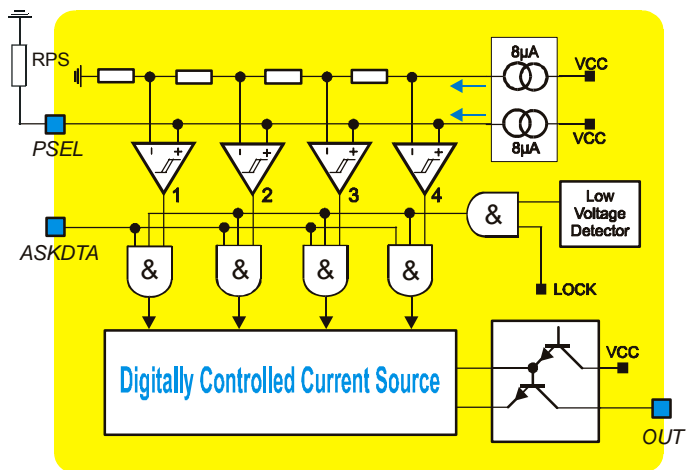 RPS
8µA
VCC
VCC
8µA
PSEL
1
2
3
4
ASKDTA
&
Low
Voltage
Detector
&
&
&
&
LOCK
Digitally Controlled Current Source
VCC
OUT